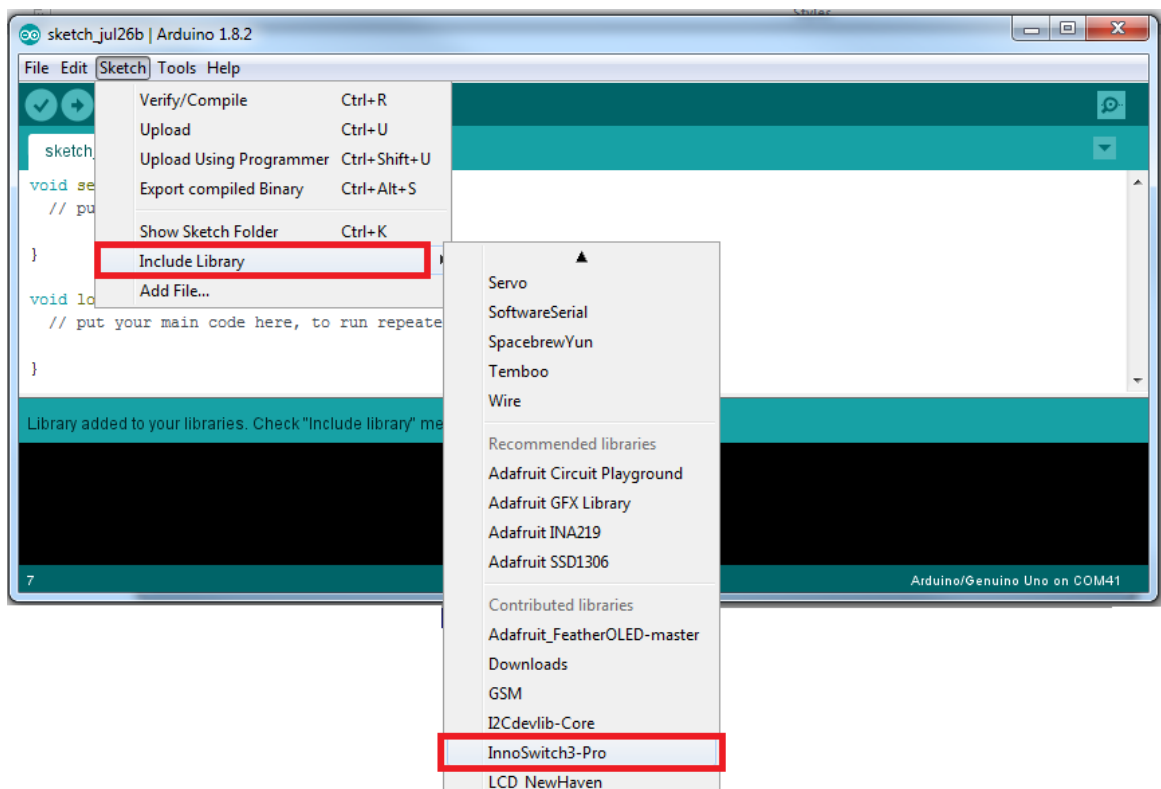 Styles
sketch_jul26b | Arduino 1.8.2
File Edit Sketch Tools Help
Verify/Compile Ctrl+R
Upload Ctrl+U
Upload Using Programmer Ctrl+Shift+U
Export compiled Binary Ctrl+Alt+S
Show Sketch Folder Ctrl+K
Include Library
Add File...
sketch_
void se
// pu
}
void lo
// put your main code here, to run repeate
}
Library added to your libraries. Check "Include library" me
7
Arduino/Genuino Uno on COM41
Servo
SoftwareSerial
SpacebrewYun
Temboo
Wire
Recommended libraries
Adafruit Circuit Playground
Adafruit GFX Library
Adafruit INA219
Adafruit SSD1306
Contributed libraries
Adafruit_FeatherOLED-master
Downloads
GSM
I2Cdevlib-Core
InnoSwitch3-Pro
LCD_NewHaven